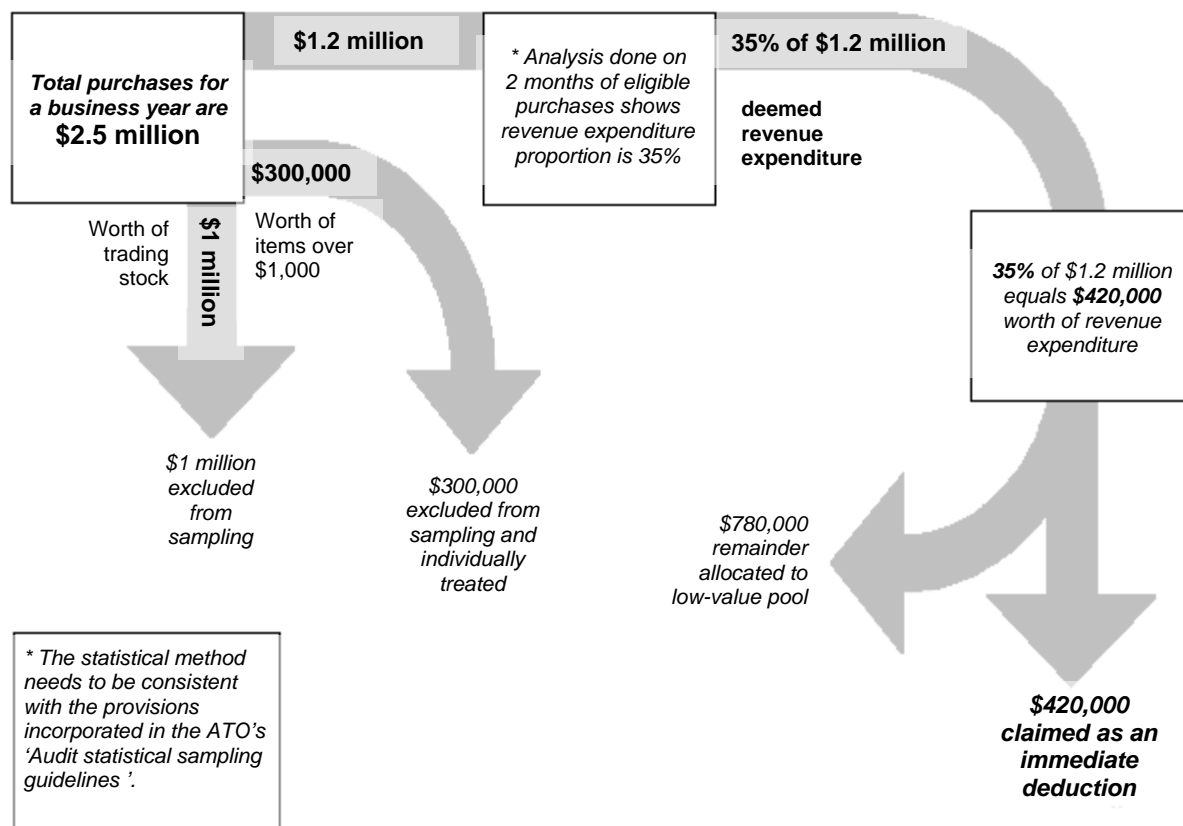 Total purchases for
a business year are
$2.5 million
$1.2 million
* Analysis done on
2 months of eligible
purchases shows
revenue expenditure
proportion is 35%
35% of $1.2 million
deemed
revenue
expenditure
$300,000
Worth of
items over
$1,000
Worth of
trading
stock
$1 million
35% of $1.2 million
equals $420,000
worth of revenue
expenditure
$1 million
excluded
from
sampling
$300,000
excluded from
sampling and
individually
treated
$780,000
remainder
allocated to
low-value pool
$420,000
claimed as an
immediate
deduction
* The statistical method
needs to be consistent
with the provisions
incorporated in the ATO's
‘Audit statistical sampling
guidelines ’.